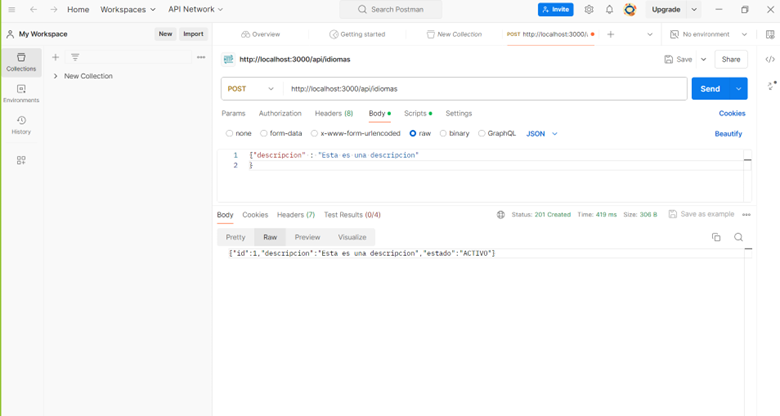 Home Workspaces API Network Search Postman Invite Upgrade
My Workspace New Import Overview Getting started New Collection POST http://localhost:3000/ No environment
Collections
Environments
History
New Collection
http://localhost:3000/api/idiomas Save Share
POST http://localhost:3000/api/idiomas Send
Params Authorization Headers (8) Body Scripts Settings Cookies
none form-data x-www-form-urlencoded raw binary GraphQL JSON Beautify
1 {"descripcion" : "Esta es una descripcion"
2 }
Body Cookies Headers (7) Test Results (0/4) Status: 201 Created Time: 419 ms Size: 306 B Save as example
Pretty Raw Preview Visualize
{"id":1,"descripcion":"Esta es una descripcion","estado":"ACTIVO"}